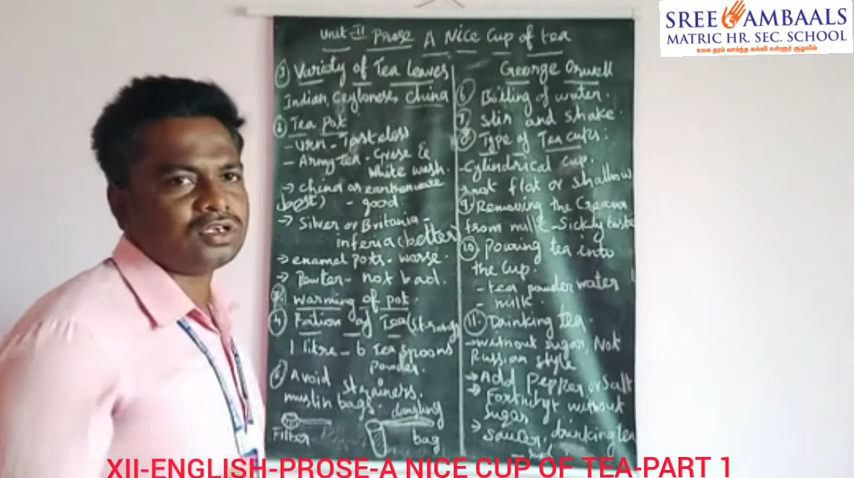 SREE AMBAALS
MATRIC HR. SEC. SCHOOL
Unit-II Prose A Nice Cup of tea
George Orwell
① Variety of Tea leaves
Indian, Ceylonese, China
② Tea pot
- urn - Tasteless
- Army tea - Grease &
white wash.
→ china or earthenware
(best) - good
→ Silver or Britania -
inferia (better)
→ enamel pots - worse.
→ Pewter - not bad.
3. warming of pot.
4 Fation of Tea (strong
1 litre - 6 Tea spoons
Powder.
5 Avoid strainers,
muslin bags. dangling
Filter
bag
6 Boiling of water.
7. Stir and shake.
8 Type of Tea cups:
- Cylindrical cup.
not flat or shallow
9 Removing the Cream
from milk - Sickly taste
10. Pouring tea into
the cup.
- tea powder water
- milk.
11. Drinking tea.
- without sugar, Not
Russian style
→ Add Pepper or salt
→ Fortnight without
sugar
→ saucer, drinking tea
XII-ENGLISH-PROSE-A NICE CUP OF TEA-PART 1